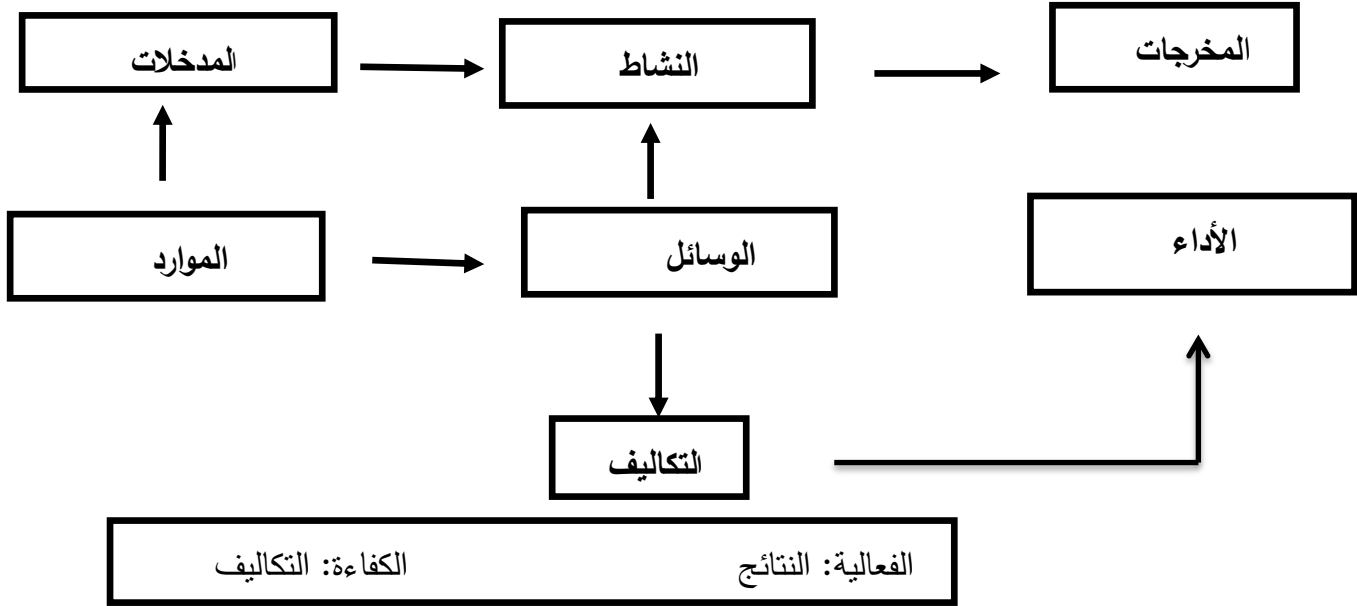 المخرجات
النشاط
المدخلات
الأداء
الوسائل
الموارد
التكاليف
الفعالية: النتائج
الكفاءة: التكاليف